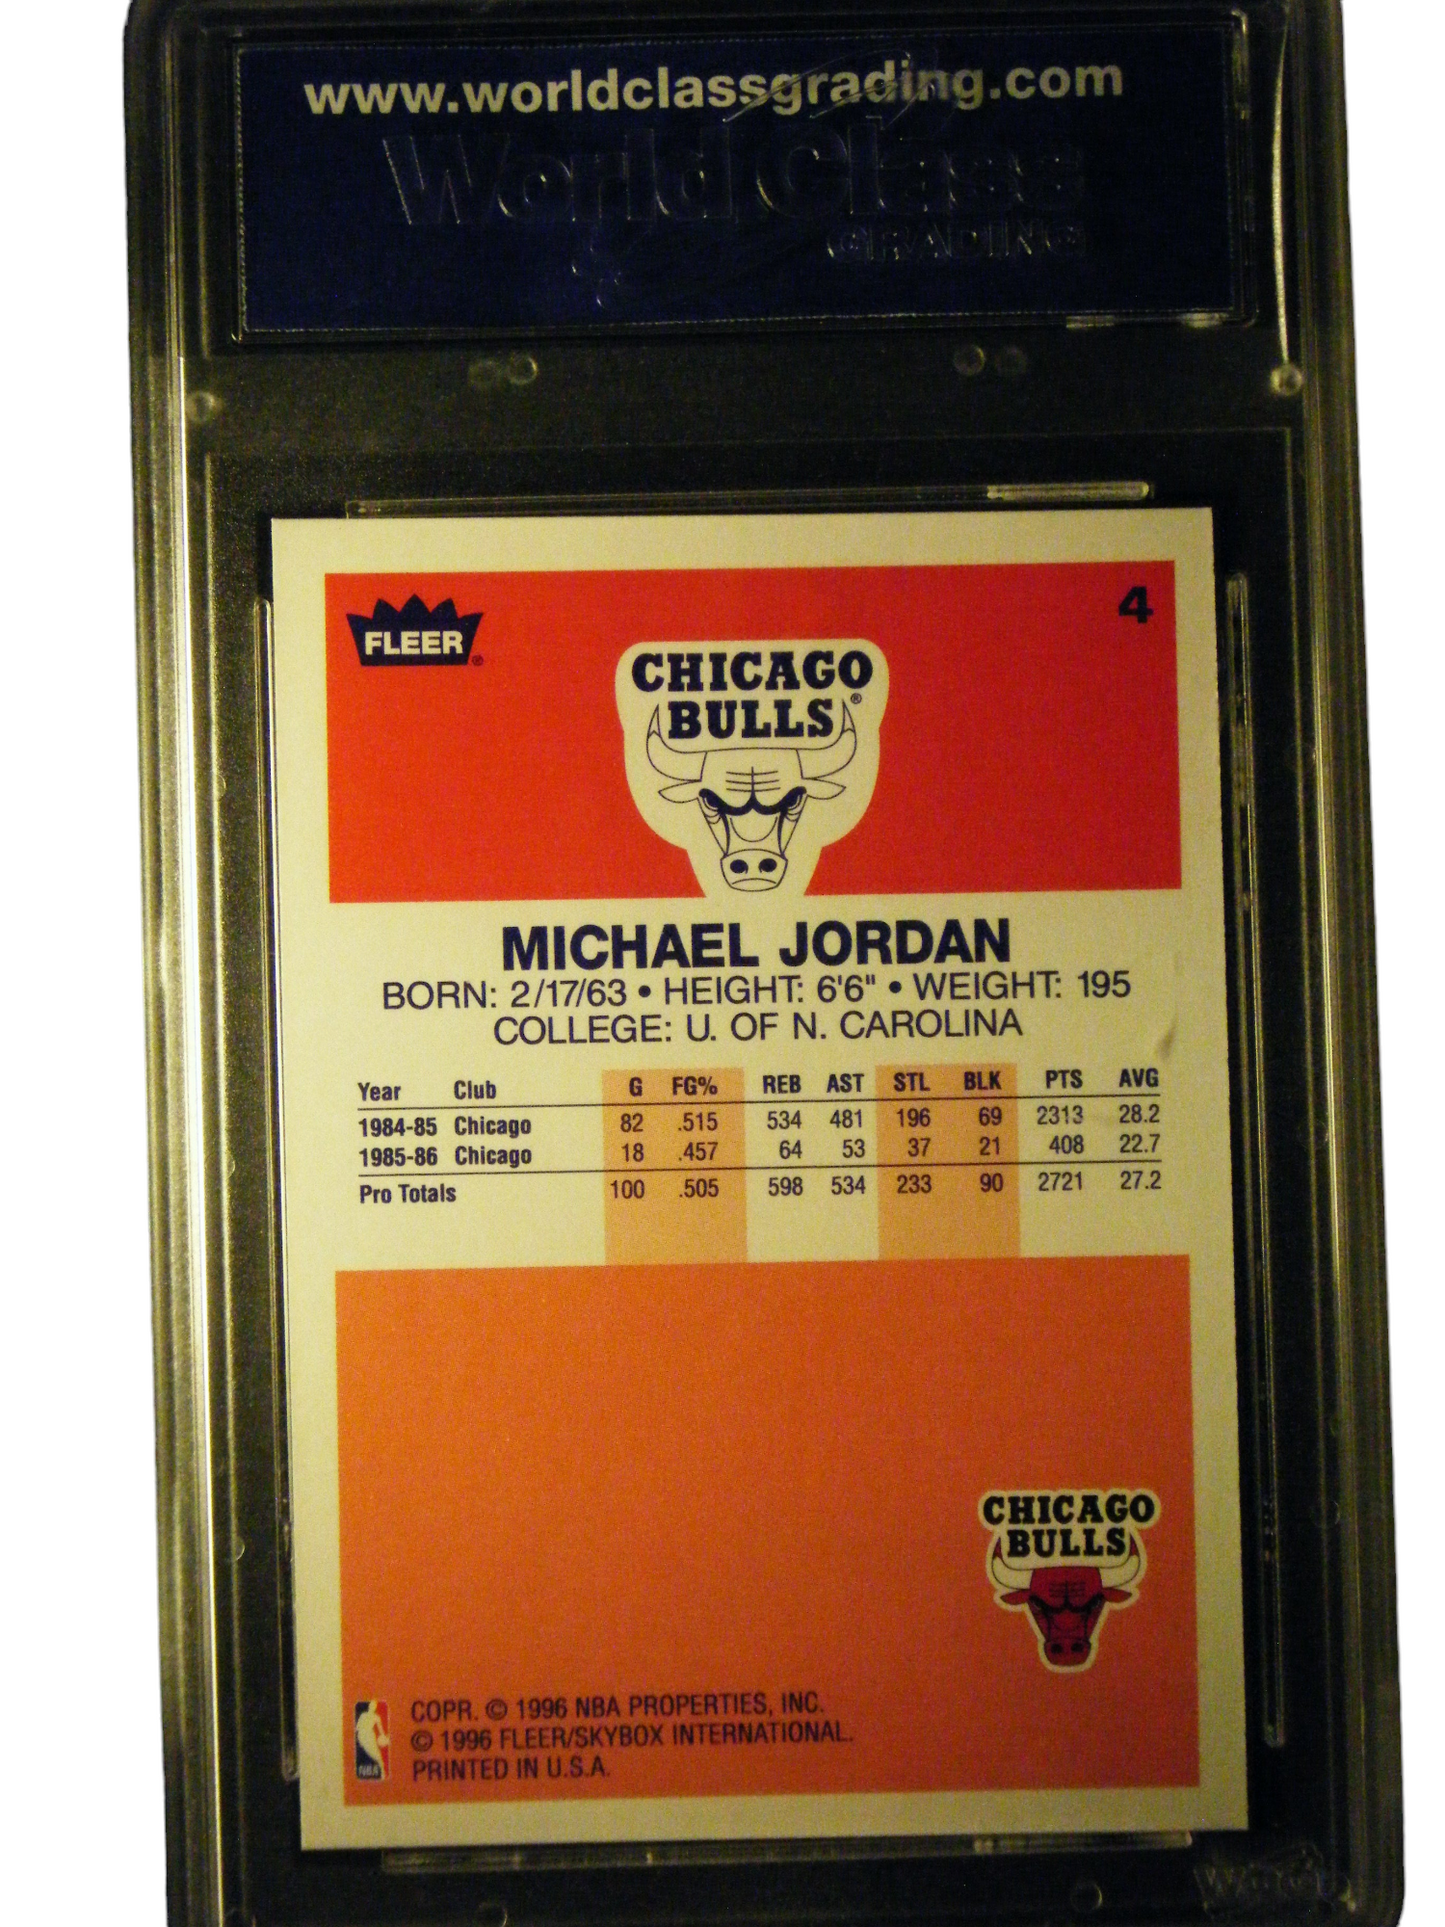 www.worldclassgrading.com
World Class
GRADING
FLEER®
4
CHICAGO
BULLS®
MICHAEL JORDAN
BORN: 2/17/63 • HEIGHT: 6'6" • WEIGHT: 195
COLLEGE: U. OF N. CAROLINA
Year Club G FG% REB AST STL BLK PTS AVG
1984-85 Chicago 82 .515 534 481 196 69 2313 28.2
1985-86 Chicago 18 .457 64 53 37 21 408 22.7
Pro Totals 100 .505 598 534 233 90 2721 27.2
CHICAGO
BULLS
NBA
COPR. © 1996 NBA PROPERTIES, INC.
© 1996 FLEER/SKYBOX INTERNATIONAL.
PRINTED IN U.S.A.